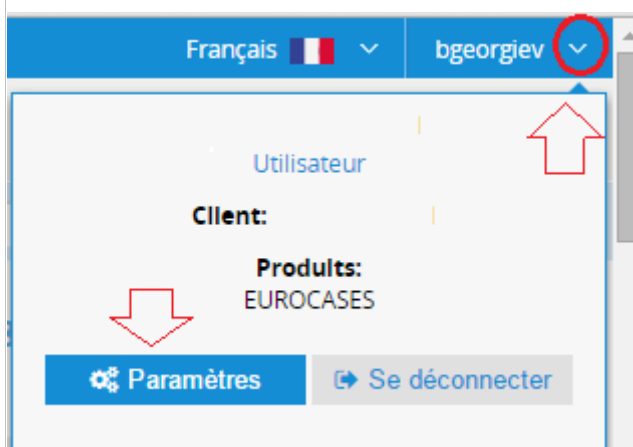 Français bgeorgiev
Utilisateur
Client:
Produits:
EUROCASES
Paramètres Se déconnecter